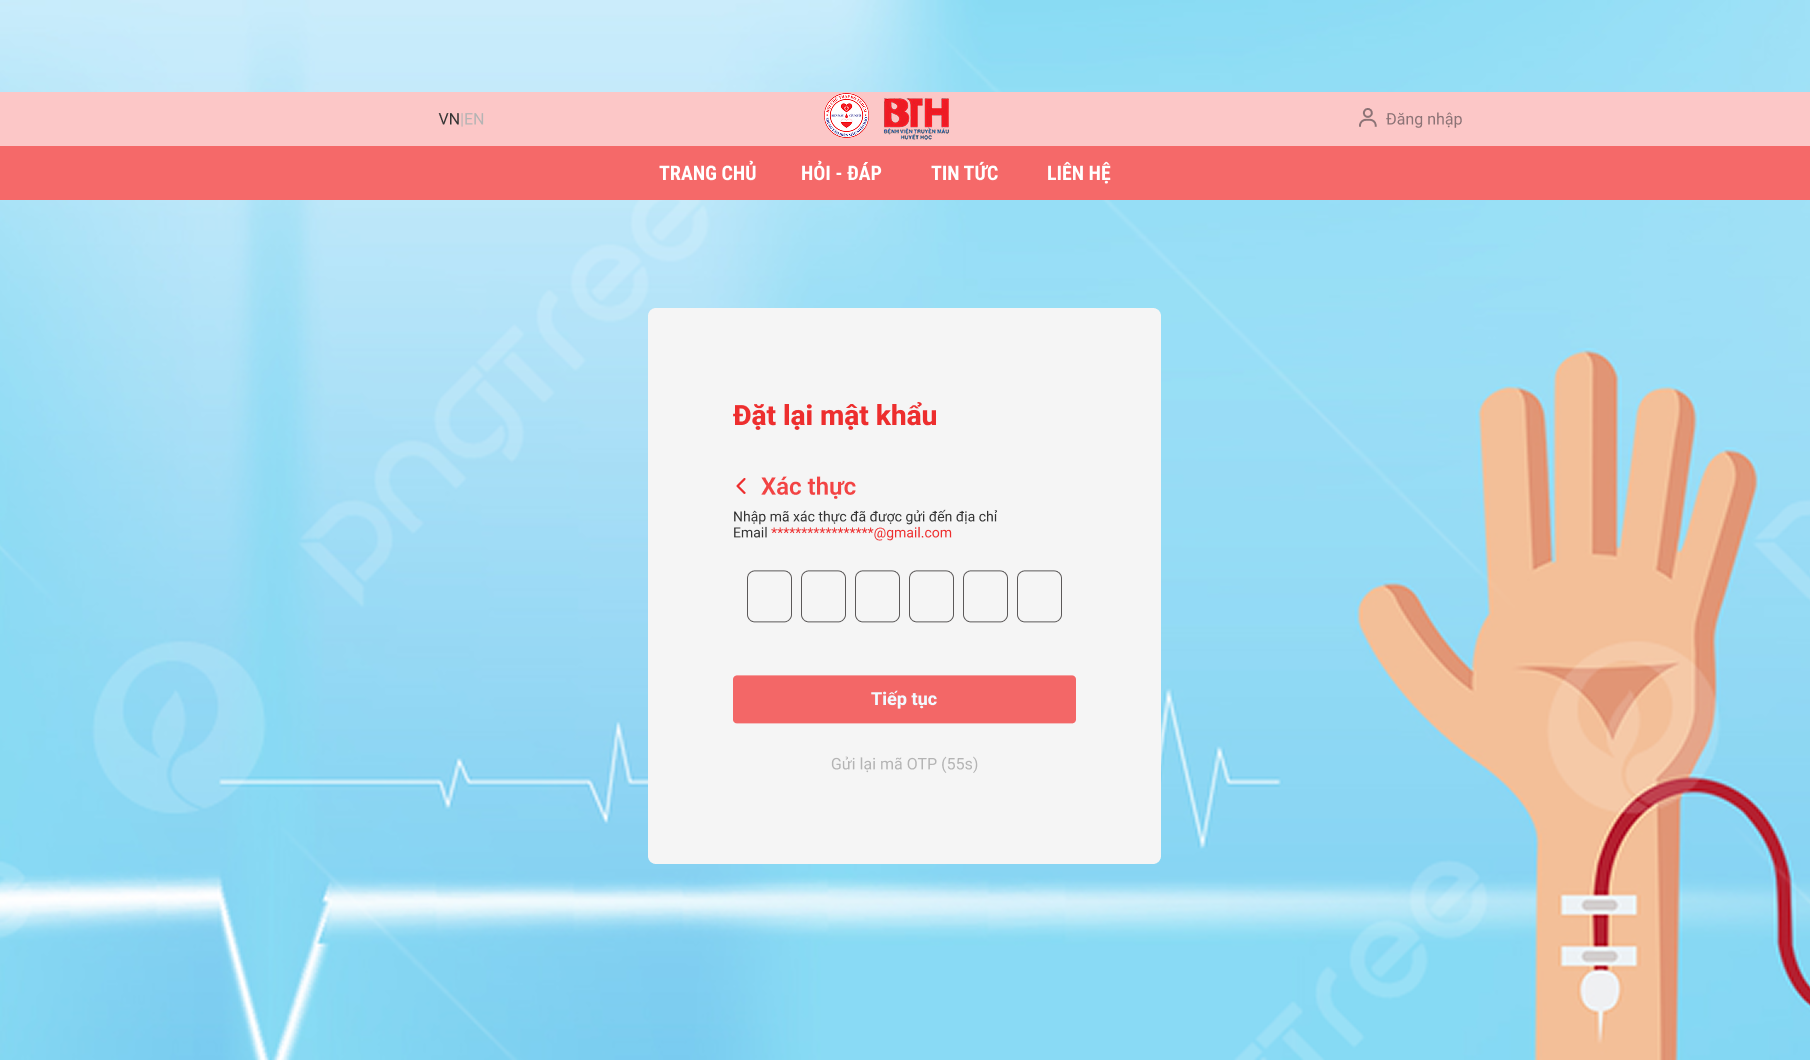 VN|EN
BTH
BỆNH VIỆN TRUYỀN MÁU
HUYẾT HỌC
Đăng nhập
TRANG CHỦ
HỎI - ĐÁP
TIN TỨC
LIÊN HỆ
pngtree
Đặt lại mật khẩu
Xác thực
Nhập mã xác thực đã được gửi đến địa chỉ
Email *****************@gmail.com
Tiếp tục
Gửi lại mã OTP (55s)